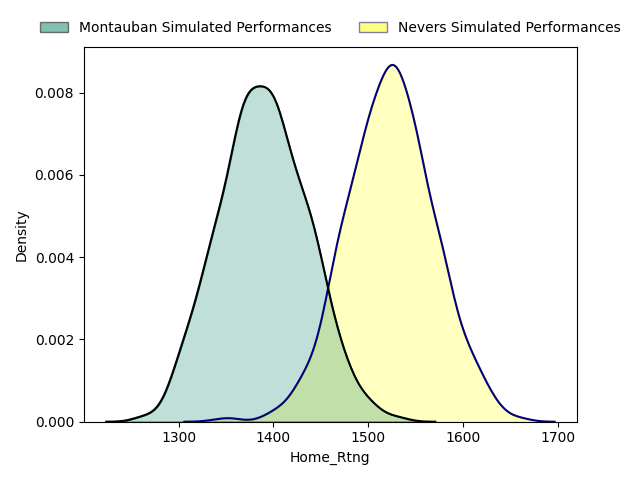 Montauban Simulated Performances Nevers Simulated Performances
0.008
0.006
0.004
0.002
0.000
Density
1300 1400 1500 1600 1700
Home_Rtng